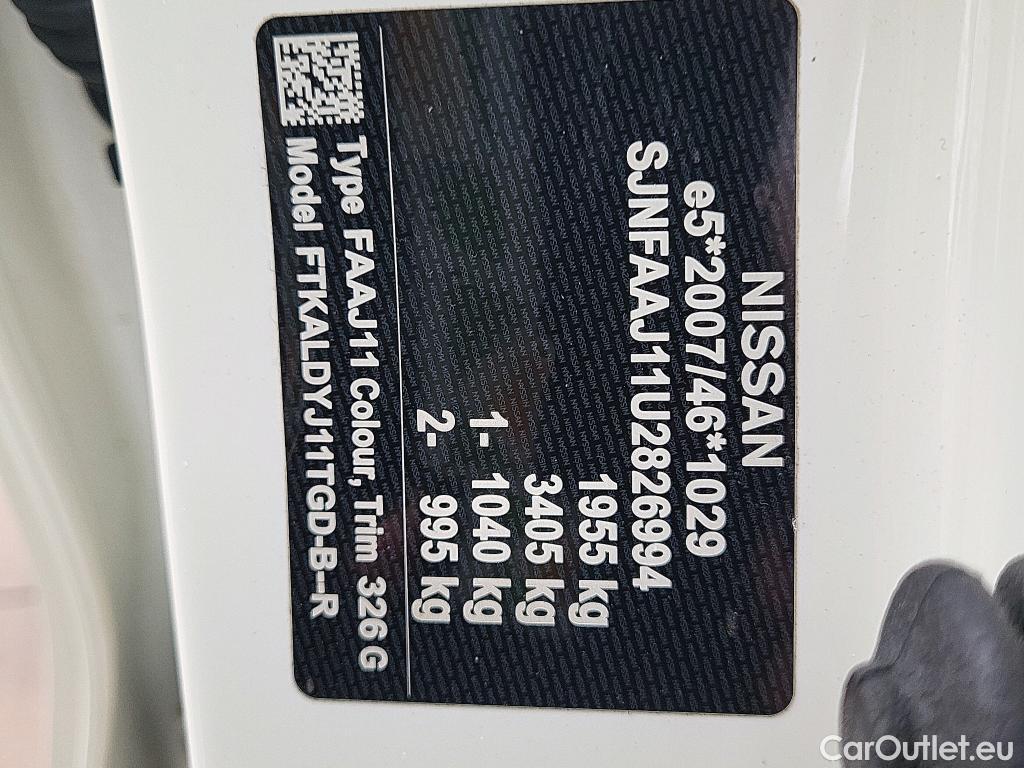 NISSAN
e5*2007/46*1029
SJNFAAJ11U2826994
1955 kg
3405 kg
1- 1040 kg
2- 995 kg
Type FAAJ11 Colour, Trim 326 G
Model FTKALDYJ11TGD-B--R
CarOutlet.eu